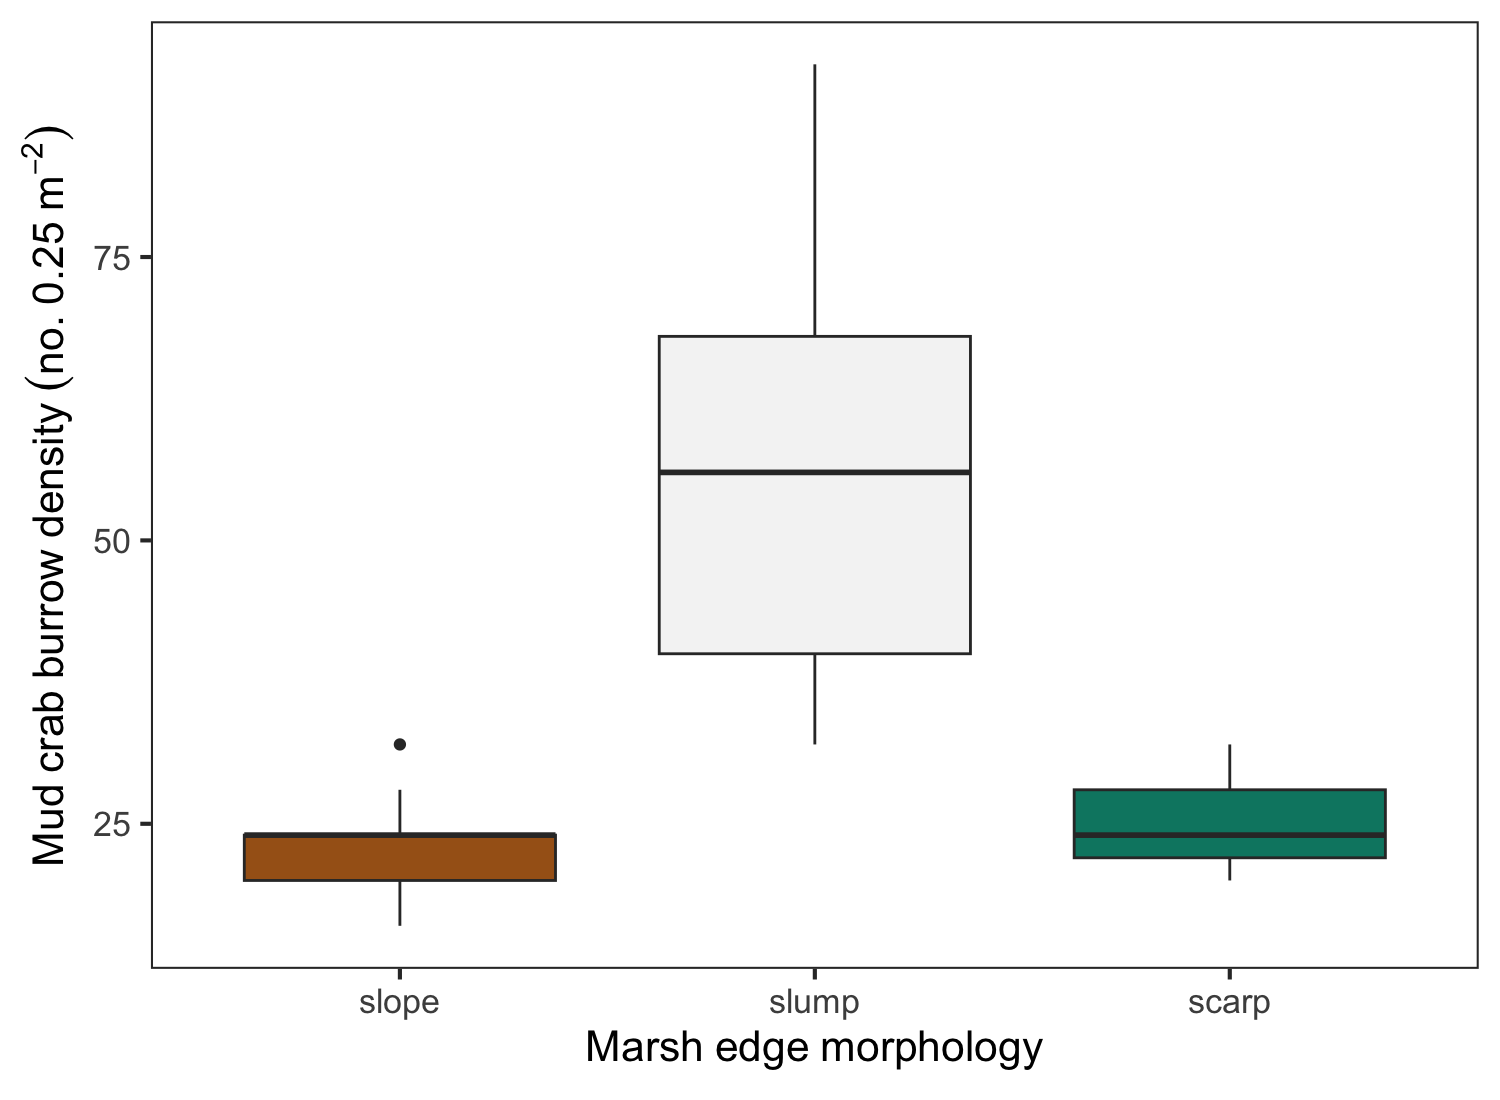 Mud crab burrow density (no. 0.25 m⁻²)
75
50
25
slope slump scarp
Marsh edge morphology